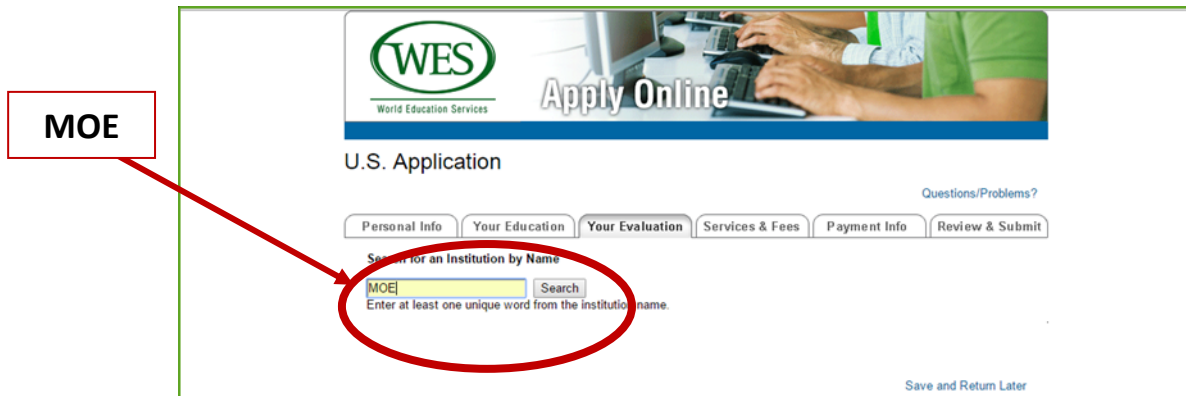 WES
World Education Services
Apply Online
MOE
U.S. Application
Questions/Problems?
Personal Info Your Education Your Evaluation Services & Fees Payment Info Review & Submit
Search for an Institution by Name
MOE Search
Enter at least one unique word from the institution name.
Save and Return Later